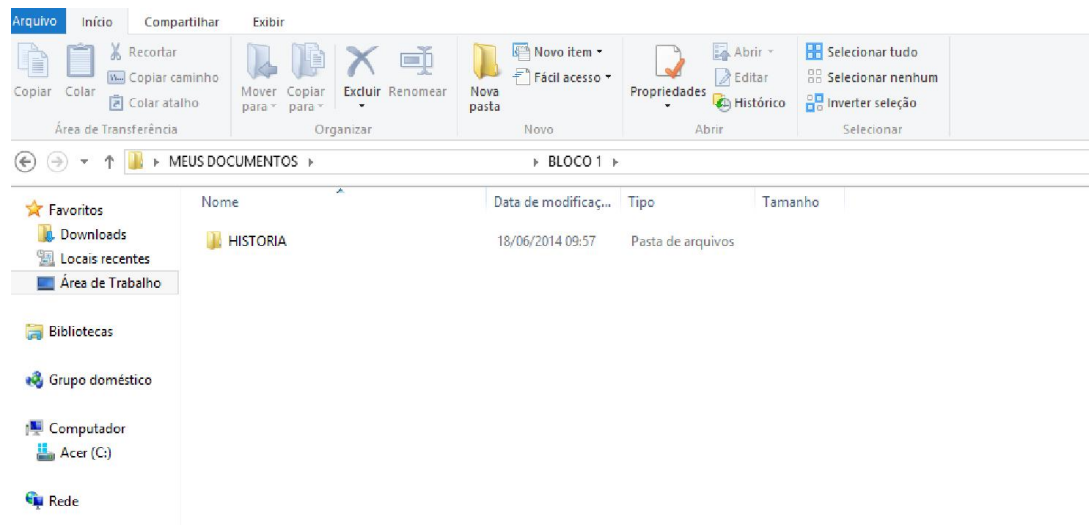 Arquivo Início Compartilhar Exibir
Copiar
Colar
Recortar
Copiar caminho
Colar atalho
Área de Transferência
Mover para
Copiar para
Excluir
Renomear
Organizar
Nova pasta
Novo item
Fácil acesso
Novo
Propriedades
Abrir
Editar
Histórico
Abrir
Selecionar tudo
Selecionar nenhum
Inverter seleção
Selecionar
MEUS DOCUMENTOS BLOCO 1
Favoritos
Downloads
Locais recentes
Área de Trabalho
Bibliotecas
Grupo doméstico
Computador
Acer (C:)
Rede
Nome Data de modificaç... Tipo Tamanho
HISTORIA 18/06/2014 09:57 Pasta de arquivos